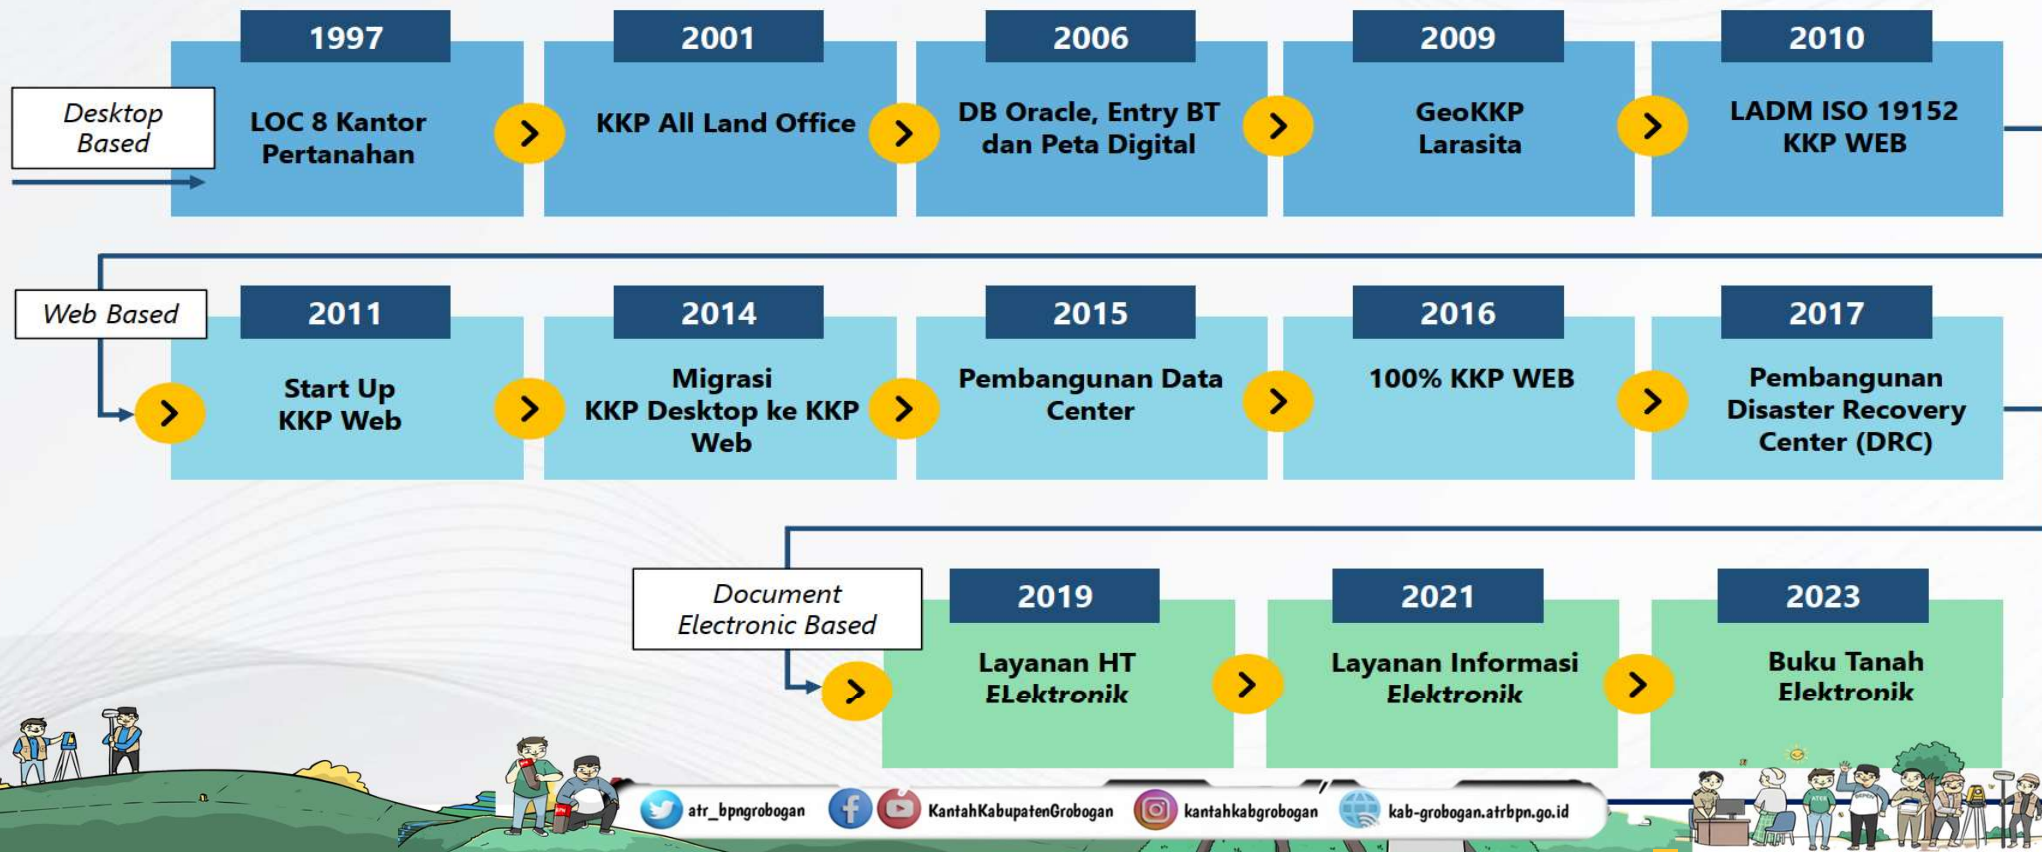 1997
2001
2006
2009
2010
Desktop
Based
LOC 8 Kantor
Pertanahan
KKP All Land Office
DB Oracle, Entry BT
dan Peta Digital
GeoKKP
Larasita
LADM ISO 19152
KKP WEB
Web Based
2011
2014
2015
2016
2017
Start Up
KKP Web
Migrasi
KKP Desktop ke KKP
Web
Pembangunan Data
Center
100% KKP WEB
Pembangunan
Disaster Recovery
Center (DRC)
Document
Electronic Based
2019
2021
2023
Layanan HT
ELektronik
Layanan Informasi
Elektronik
Buku Tanah
Elektronik
atr_bpngrobogan
KantahKabupatenGrobogan
kantahkabgrobogan
kab-grobogan.atrbpn.go.id